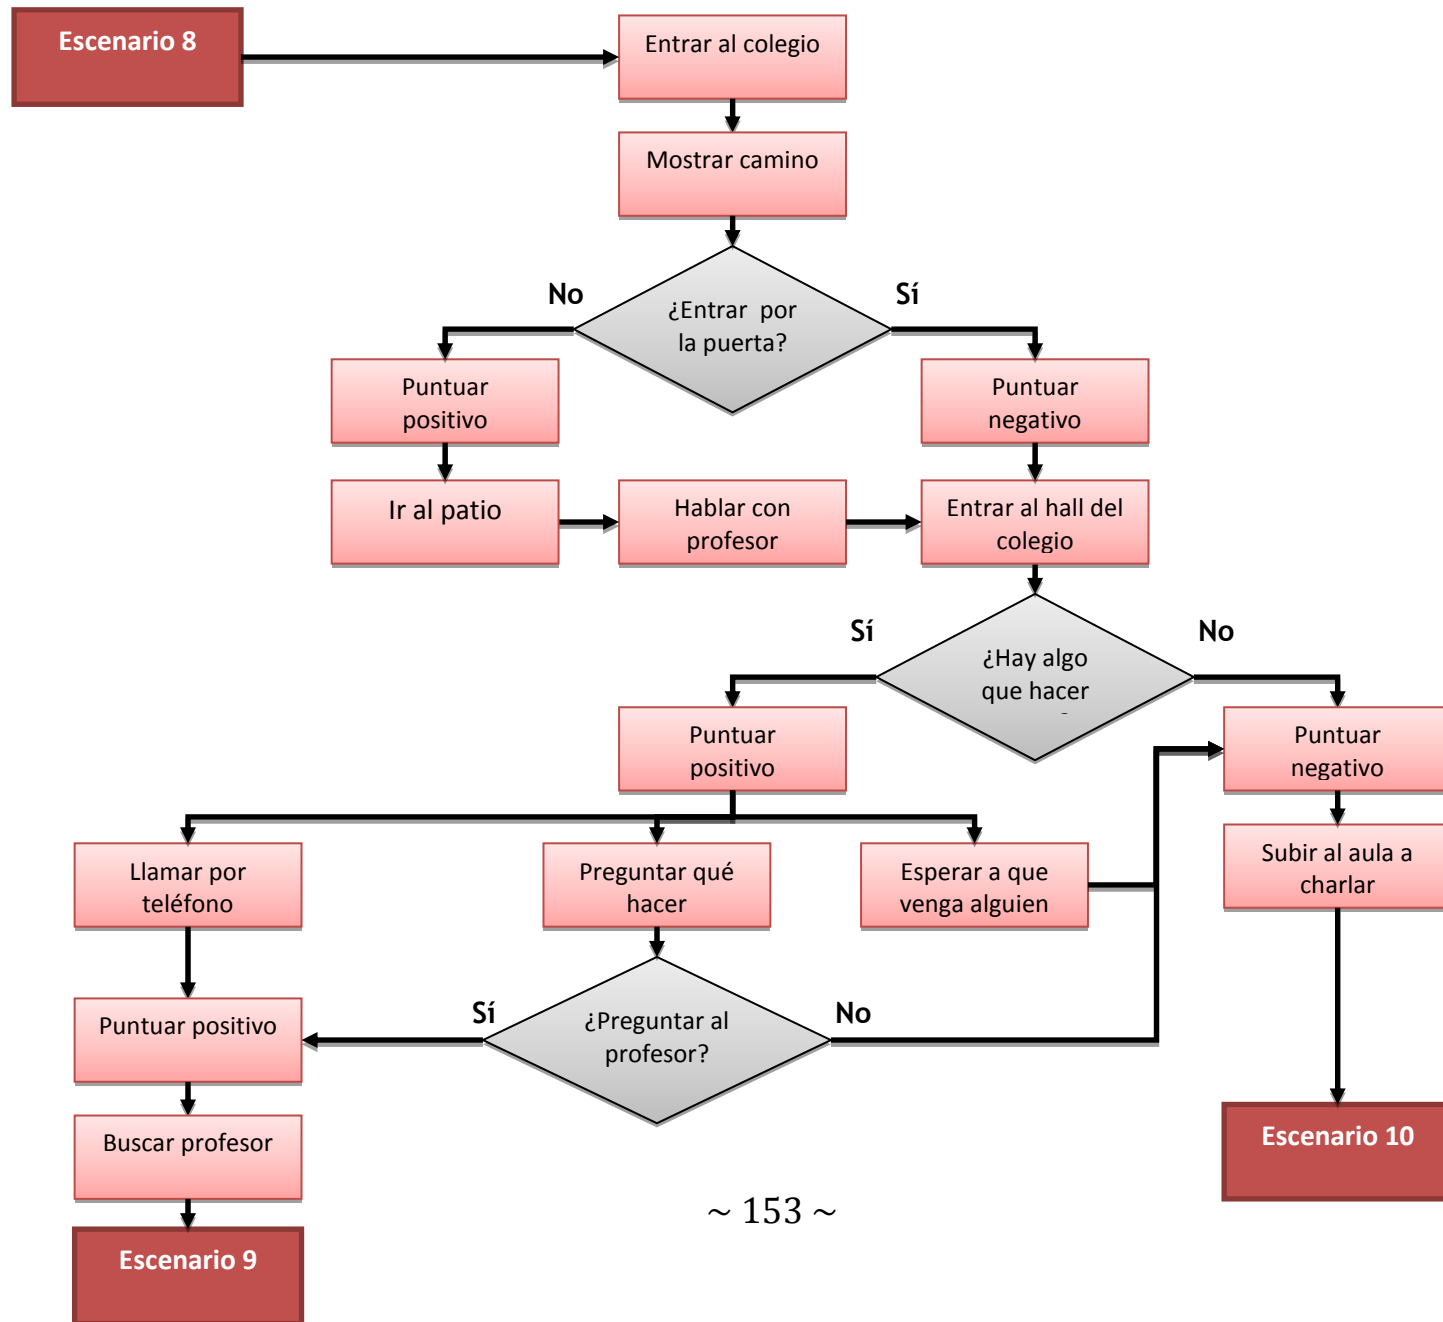 Escenario 8
Entrar al colegio
Mostrar camino
No
Sí
¿Entrar por
la puerta?
Puntuar
positivo
Puntuar
negativo
Ir al patio
Hablar con
profesor
Entrar al hall del
colegio
Sí
No
¿Hay algo
que hacer
Puntuar
positivo
Puntuar
negativo
Llamar por
teléfono
Preguntar qué
hacer
Esperar a que
venga alguien
Subir al aula a
charlar
Puntuar positivo
Sí
¿Preguntar al
profesor?
No
Buscar profesor
Escenario 10
Escenario 9
~ 153 ~